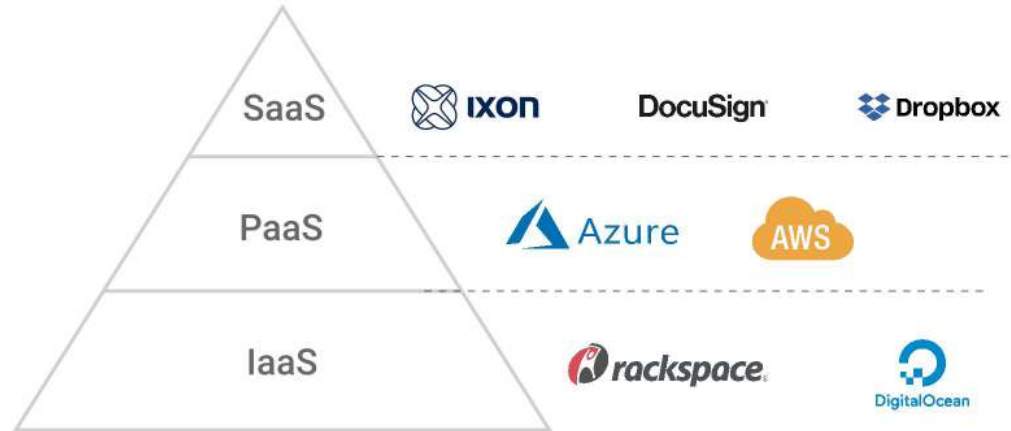 SaaS IXON DocuSign Dropbox
PaaS Azure AWS
IaaS rackspace. DigitalOcean